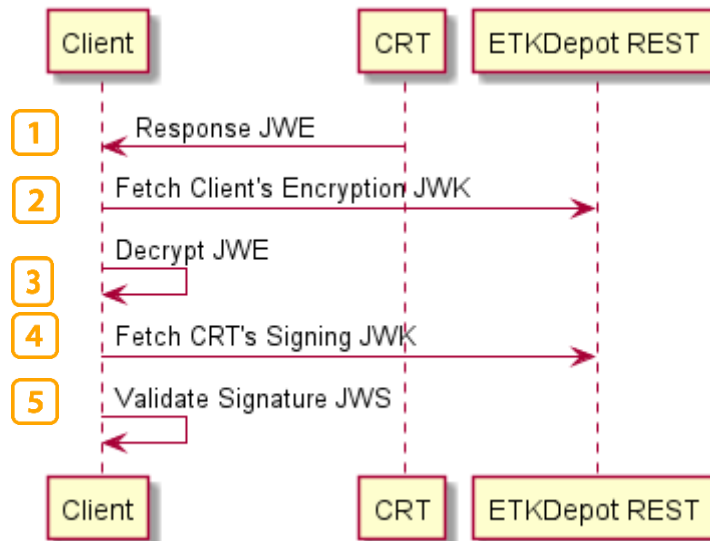 Client CRT ETKDepot REST
1 Response JWE
2 Fetch Client's Encryption JWK
Decrypt JWE
3
4 Fetch CRT's Signing JWK
5 Validate Signature JWS
Client CRT ETKDepot REST